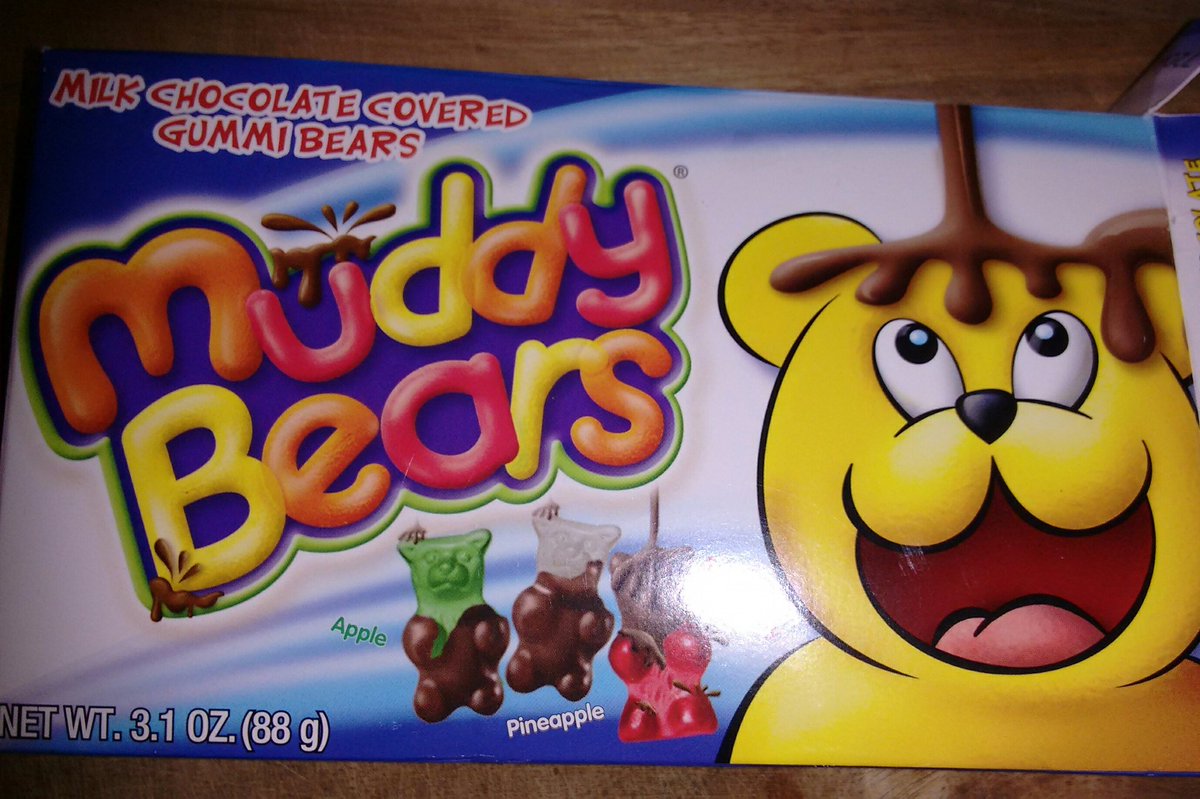 MILK CHOCOLATE COVERED
GUMMI BEARS
muddy ®
Bears
Apple
Pineapple
NET WT. 3.1 OZ. (88 g)